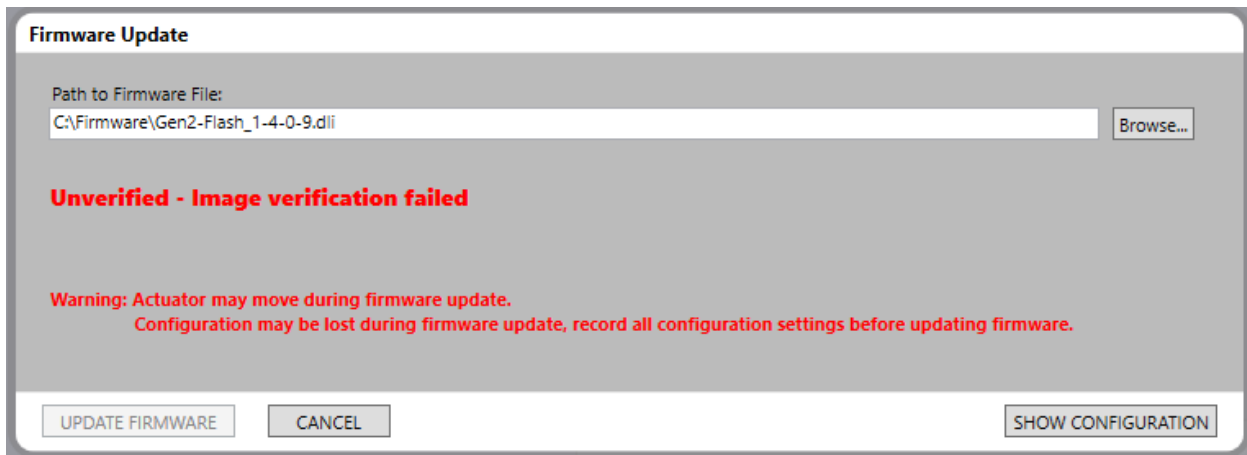 Firmware Update
Path to Firmware File:
C:\Firmware\Gen2-Flash_1-4-0-9.dli
Browse...
Unverified - Image verification failed
Warning: Actuator may move during firmware update.
Configuration may be lost during firmware update, record all configuration settings before updating firmware.
UPDATE FIRMWARE
CANCEL
SHOW CONFIGURATION